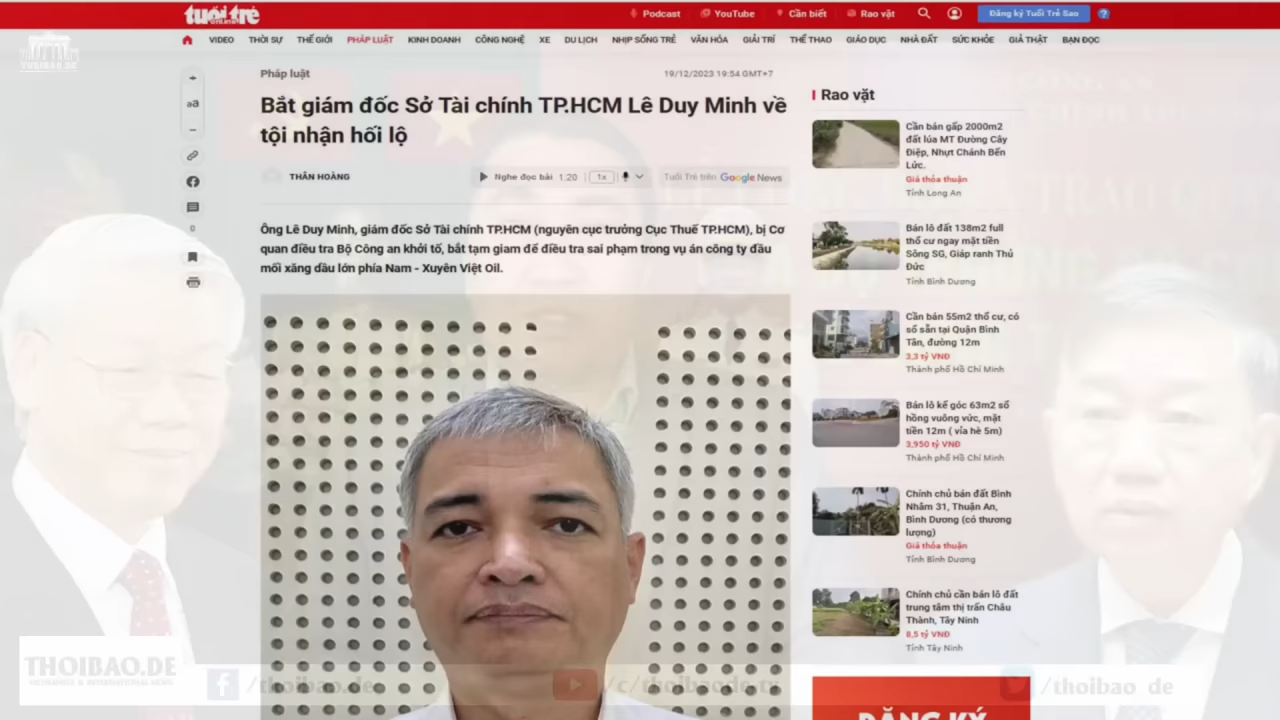 tuổi trẻ
Podcast
YouTube
Cần biết
Rao vặt
Đăng ký Tuổi Trẻ Sao
?
VIDEO THỜI SỰ THẾ GIỚI PHÁP LUẬT KINH DOANH CÔNG NGHỆ XE DU LỊCH NHỊP SỐNG TRẺ VĂN HÓA GIẢI TRÍ THỂ THAO GIÁO DỤC NHÀ ĐẤT SỨC KHỎE GIẢ THẬT BẠN ĐỌC
THOIBAO.DE
+
aa
−
0
Pháp luật
19/12/2023 19:54 GMT+7
Bắt giám đốc Sở Tài chính TP.HCM Lê Duy Minh về
tội nhận hối lộ
THÂN HOÀNG
Nghe đọc bài 1:20
1x
Tuổi Trẻ trên Google News
Ông Lê Duy Minh, giám đốc Sở Tài chính TP.HCM (nguyên cục trưởng Cục Thuế TP.HCM), bị Cơ
quan điều tra Bộ Công an khởi tố, bắt tạm giam để điều tra sai phạm trong vụ án công ty đầu
mối xăng dầu lớn phía Nam - Xuyên Việt Oil.
Rao vặt
Cần bán gấp 2000m2
đất lúa MT Đường Cây
Điệp, Nhựt Chánh Bến
Lức.
Giá thỏa thuận
Tỉnh Long An
Bán lô đất 138m2 full
thổ cư ngay mặt tiền
Sông SG, Giáp ranh Thủ
Đức
Tỉnh Bình Dương
Cần bán 55m2 thổ cư, có
sổ sẵn tại Quận Bình
Tân, đường 12m
3,3 tỷ VNĐ
Thành phố Hồ Chí Minh
Bán lô kế góc 63m2 sổ
hồng vuông vức, mặt
tiền 12m ( vỉa hè 5m)
3,950 tỷ VNĐ
Thành phố Hồ Chí Minh
Chính chủ bán đất Bình
Nhâm 31, Thuận An,
Bình Dương (có thương
lượng)
Giá thỏa thuận
Tỉnh Bình Dương
Chính chủ cần bán lô đất
trung tâm thị trấn Châu
Thành, Tây Ninh
8,5 tỷ VNĐ
Tỉnh Tây Ninh
ĐĂNG KÝ
THOIBAO.DE
VIETNAMESE & INTERNATIONAL NEWS
/thoibao.de
/c/thoibaode.tv
/thoibao_de